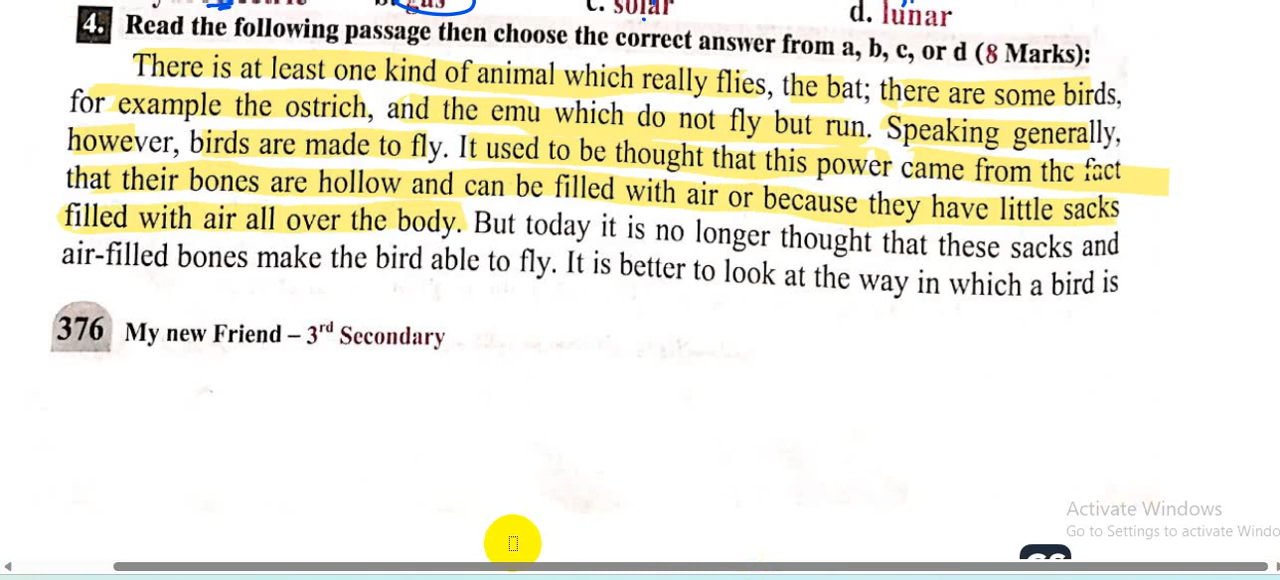 c. solar
d. lunar
4. Read the following passage then choose the correct answer from a, b, c, or d (8 Marks):
There is at least one kind of animal which really flies, the bat; there are some birds,
for example the ostrich, and the emu which do not fly but run. Speaking generally,
however, birds are made to fly. It used to be thought that this power came from the fact
that their bones are hollow and can be filled with air or because they have little sacks
filled with air all over the body. But today it is no longer thought that these sacks and
air-filled bones make the bird able to fly. It is better to look at the way in which a bird is
376 My new Friend – 3rd Secondary
Activate Windows
Go to Settings to activate Windo